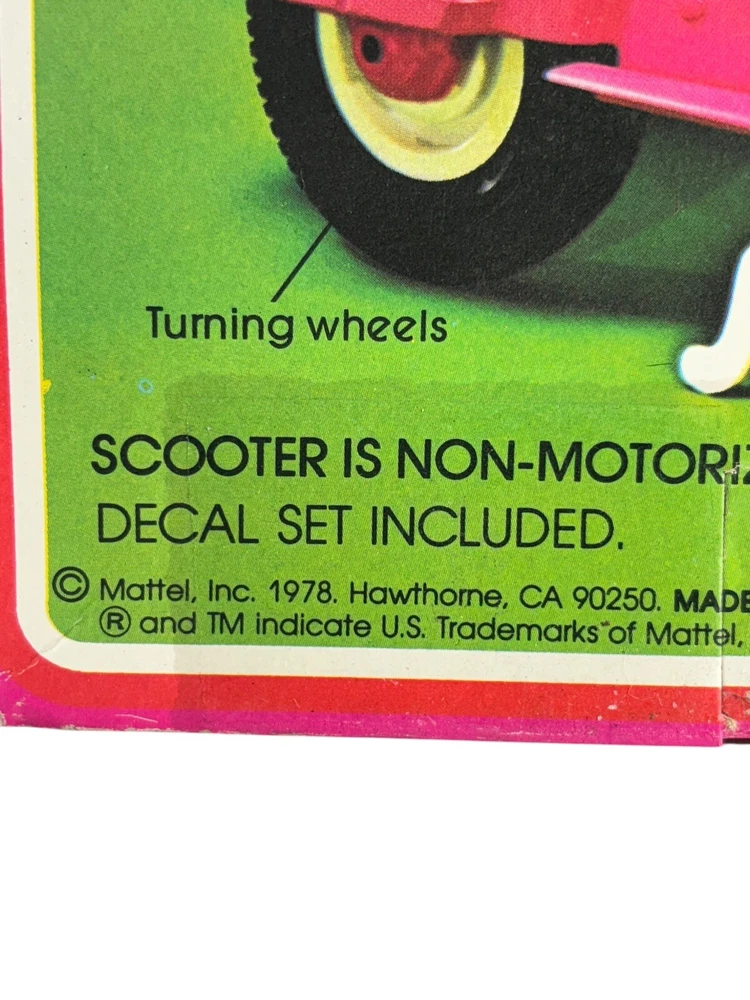 Turning wheels
SCOOTER IS NON-MOTORIZ
DECAL SET INCLUDED.
© Mattel, Inc. 1978. Hawthorne, CA 90250. MADE
® and TM indicate U.S. Trademarks of Mattel,